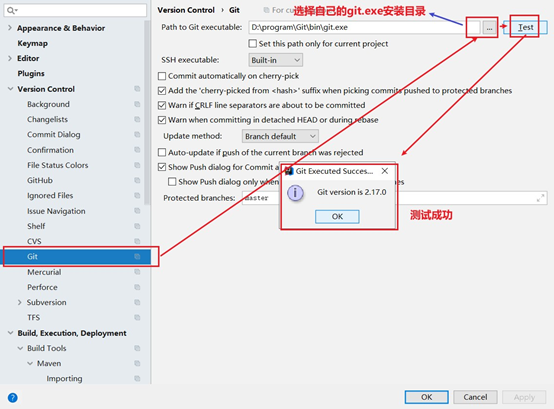 Version Control › Git
For cu
选择自己的git.exe安装目录
Appearance & Behavior
Keymap
Editor
Plugins
Version Control
Background
Changelists
Commit Dialog
Confirmation
File Status Colors
GitHub
Ignored Files
Issue Navigation
Shelf
CVS
Git
Mercurial
Perforce
Subversion
TFS
Build, Execution, Deployment
Build Tools
Maven
Importing
Path to Git executable: D:\program\Git\bin\git.exe ... Test
Set this path only for current project
SSH executable: Built-in
Commit automatically on cherry-pick
Add the 'cherry-picked from <hash>' suffix when picking commits pushed to protected branches
Warn if CRLF line separators are about to be committed
Warn when committing in detached HEAD or during rebase
Update method: Branch default
Auto-update if push of the current branch was rejected
Show Push dialog for Commit a
Show Push dialog only when
nches
Protected branches: master
Git Executed Succes...
Git version is 2.17.0
OK
测试成功
? OK Cancel Apply